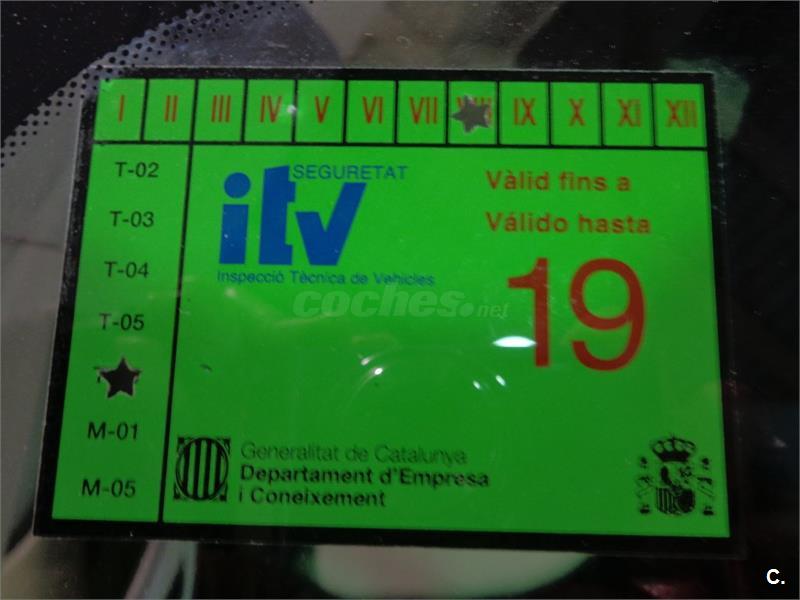 I II III IV V VI VII VIII IX X XI XII
T-02
T-03
T-04
T-05
M-01
M-05
SEGURETAT
itv
Inspecció Tècnica de Vehicles
Vàlid fins a
Válido hasta
19
coches.net
Generalitat de Catalunya
Departament d'Empresa
i Coneixement
C.